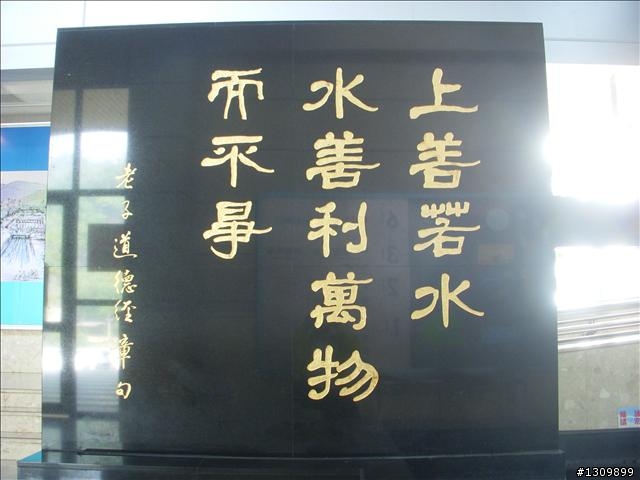 上善若水
水善利萬物
而不爭
老子道德經章句
#1309899